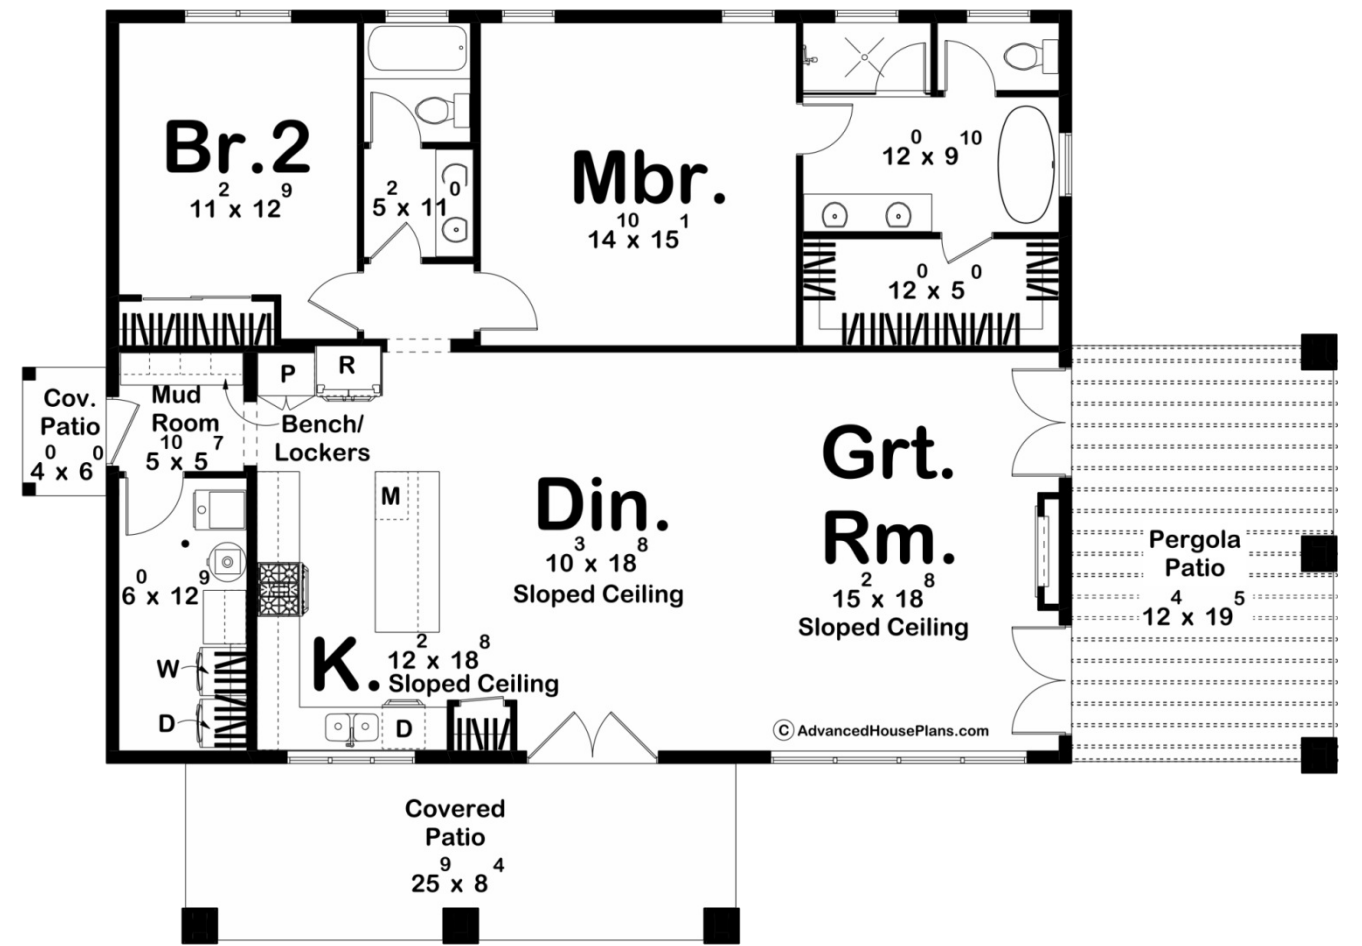 Br.2
11² x 12⁹
5² x 11⁰
Mbr.
14¹⁰ x 15¹
12⁰ x 9¹⁰
12⁰ x 5⁰
Cov.
Patio
4⁰ x 6⁰
Mud
Room
5¹⁰ x 5⁷
P
R
Bench/
Lockers
M
6⁰ x 12⁹
W
D
K.
12² x 18⁸
Sloped Ceiling
D
Din.
10³ x 18⁸
Sloped Ceiling
Grt.
Rm.
15² x 18⁸
Sloped Ceiling
© AdvancedHousePlans.com
Pergola
Patio
12⁴ x 19⁵
Covered
Patio
25⁹ x 8⁴